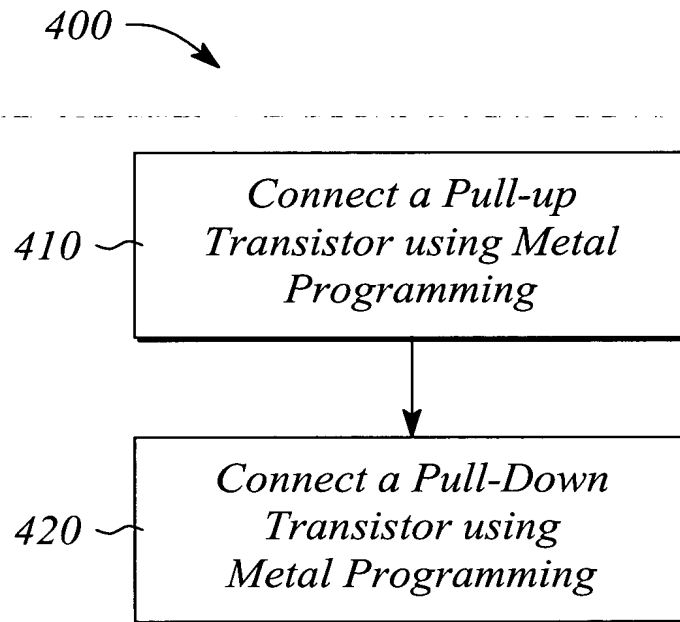 400
410
Connect a Pull-up
Transistor using Metal
Programming
420
Connect a Pull-Down
Transistor using
Metal Programming